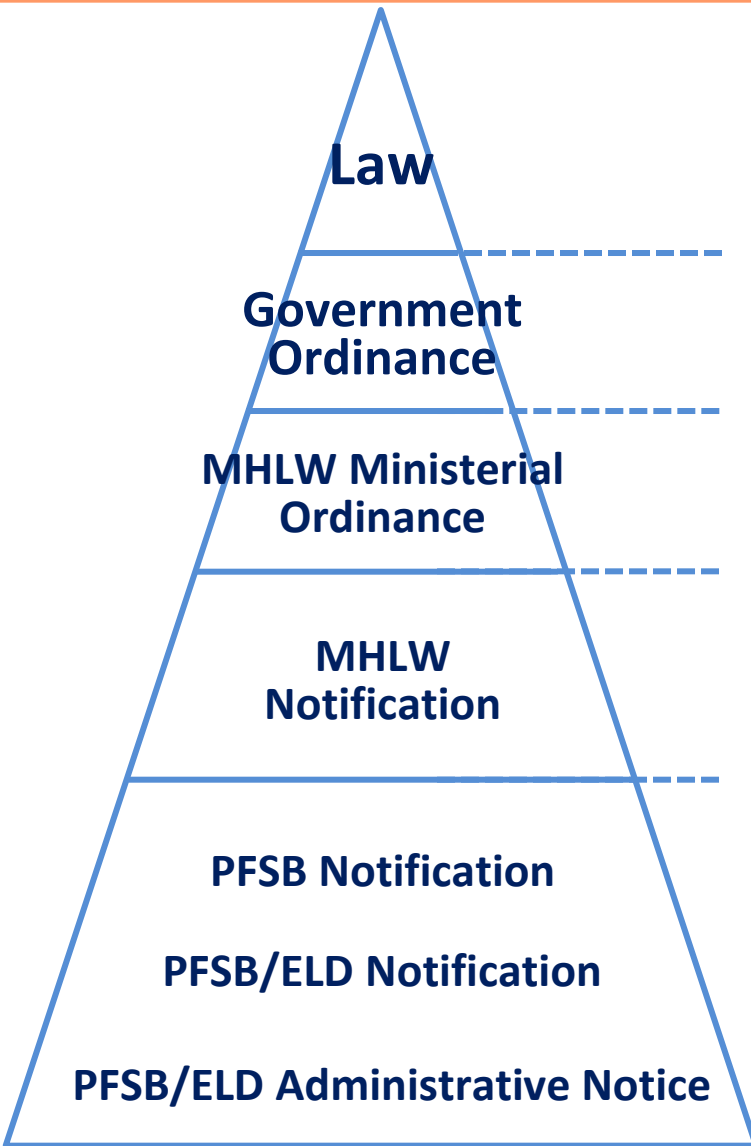 Law
Government
Ordinance
MHLW Ministerial
Ordinance
MHLW
Notification
PFSB Notification
PFSB/ELD Notification
PFSB/ELD Administrative Notice